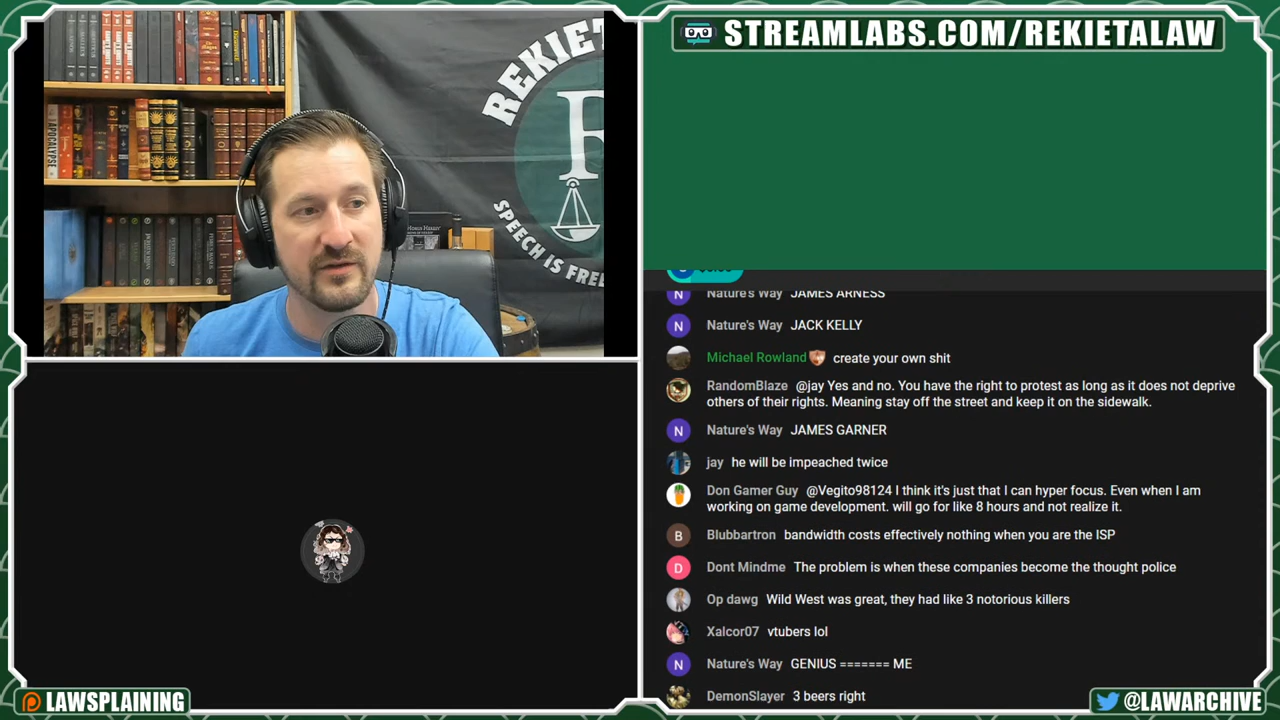 STREAMLABS.COM/REKIETALAW
APOCALYPSE
REKIET
R
SPEECH IS FREE
Nature's Way JAMES ARNESS
Nature's Way JACK KELLY
Michael Rowland create your own shit
RandomBlaze @jay Yes and no. You have the right to protest as long as it does not deprive
others of their rights. Meaning stay off the street and keep it on the sidewalk.
Nature's Way JAMES GARNER
jay he will be impeached twice
Don Gamer Guy @Vegito98124 I think it's just that I can hyper focus. Even when I am
working on game development. will go for like 8 hours and not realize it.
Blubbartron bandwidth costs effectively nothing when you are the ISP
Dont Mindme The problem is when these companies become the thought police
Op dawg Wild West was great, they had like 3 notorious killers
Xalcor07 vtubers lol
Nature's Way GENIUS ======= ME
DemonSlayer 3 beers right
LAWSPLAINING
@LAWARCHIVE